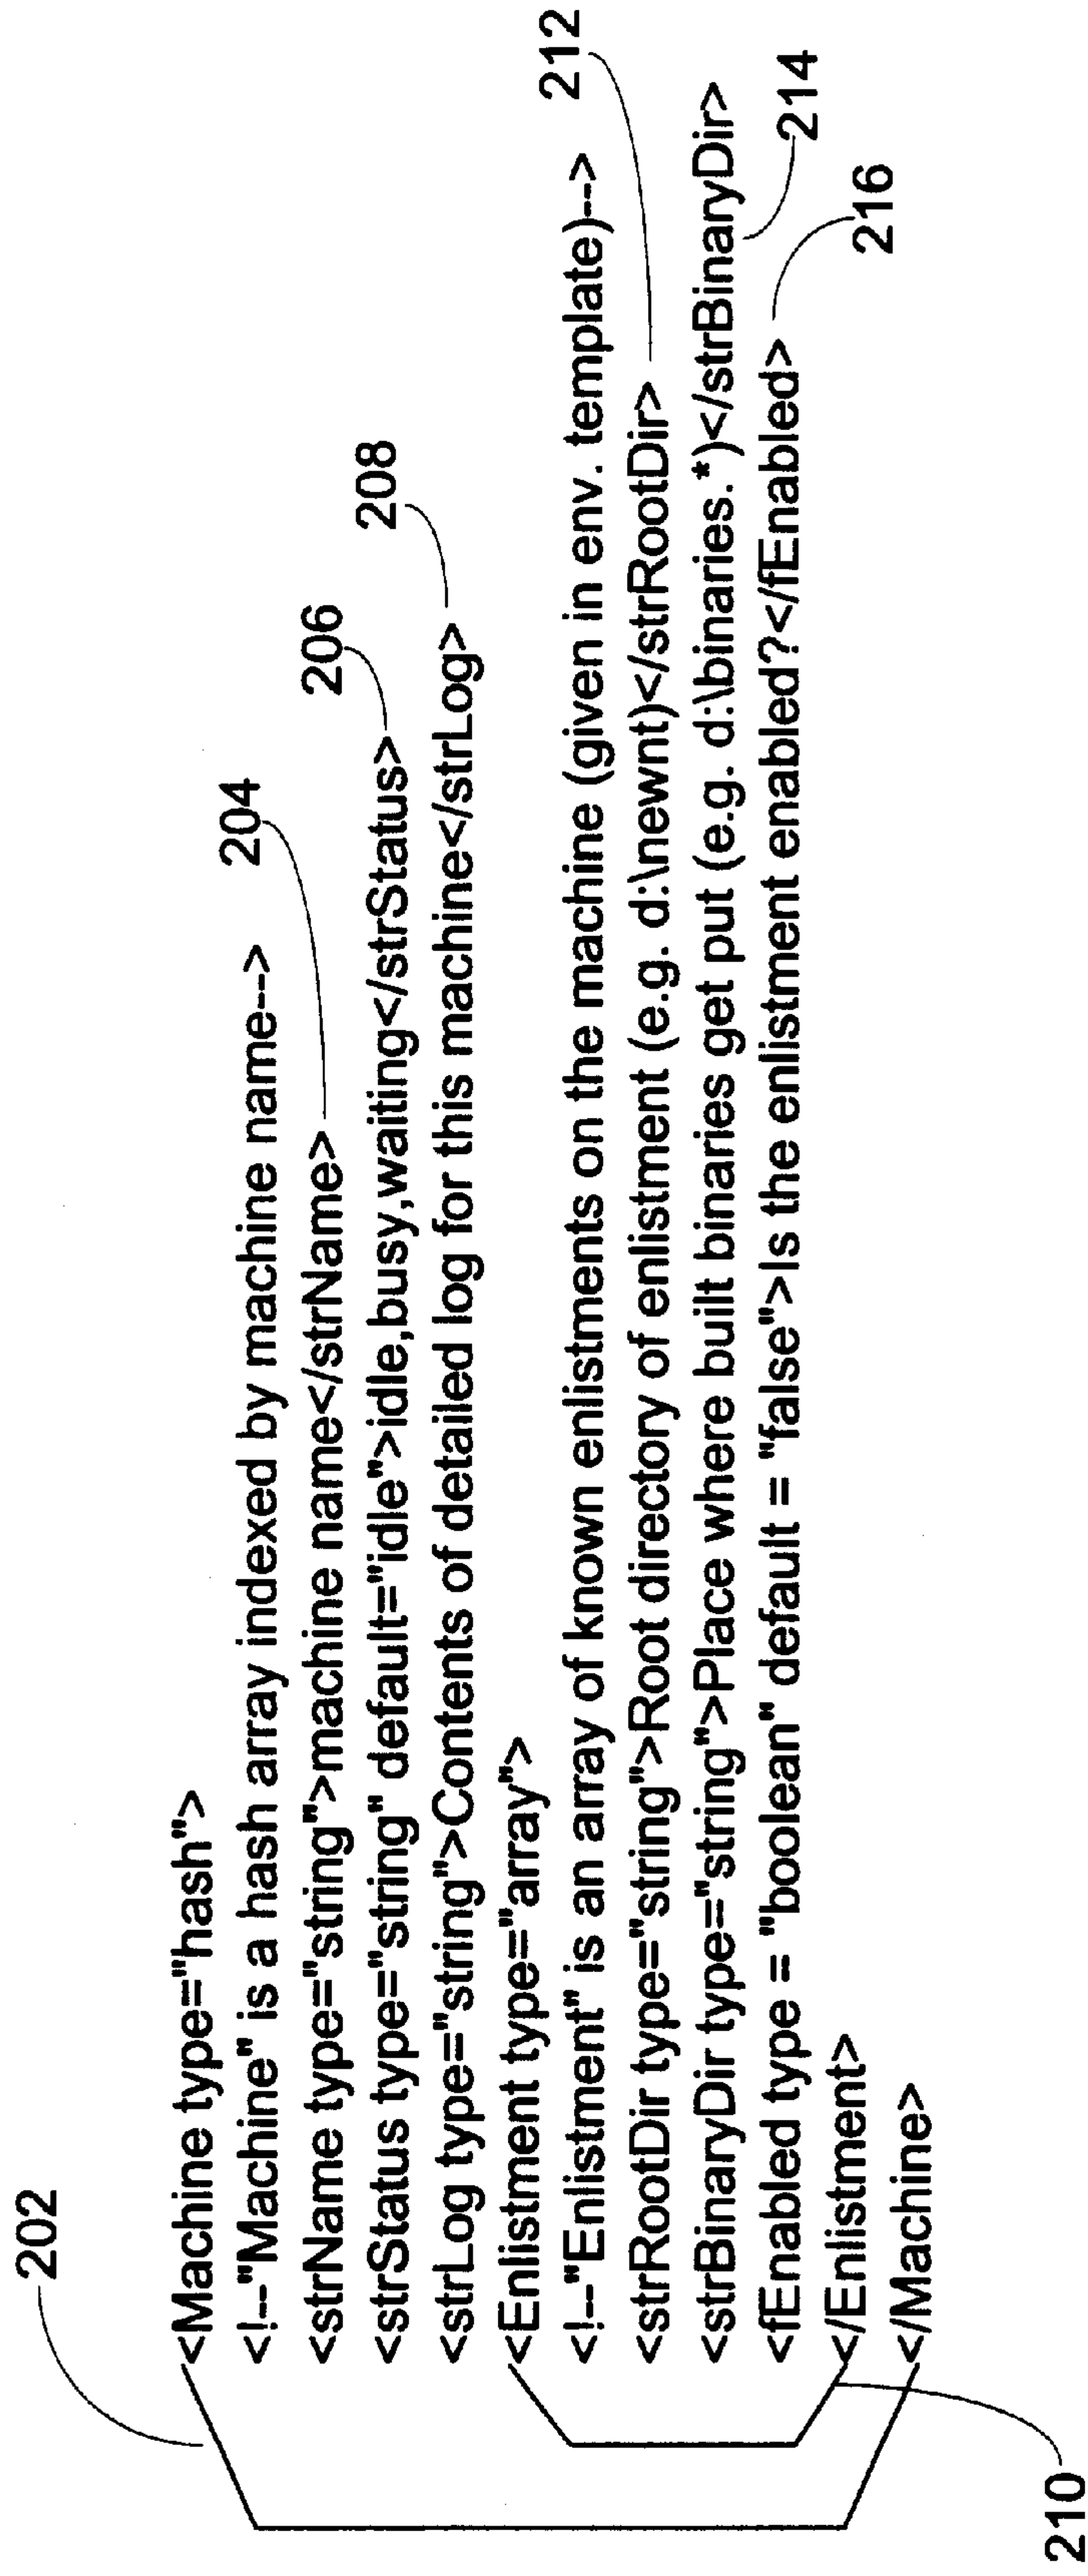 202
<Machine type="hash">
<!--"Machine" is a hash array indexed by machine name-->
204
<strName type="string">machine name</strName>
206
<strStatus type="string" default="idle">idle,busy,waiting</strStatus>
208
<strLog type="string">Contents of detailed log for this machine</strLog>
<Enlistment type="array">
212
<!--"Enlistment" is an array of known enlistments on the machine (given in env. template)-->
<strRootDir type="string">Root directory of enlistment (e.g. d:\newnt)</strRootDir>
<strBinaryDir type="string">Place where built binaries get put (e.g. d:\binaries.*)</strBinaryDir>
214
<fEnabled type = "boolean" default = "false">Is the enlistment enabled?</fEnabled>
216
</Enlistment>
</Machine>
210